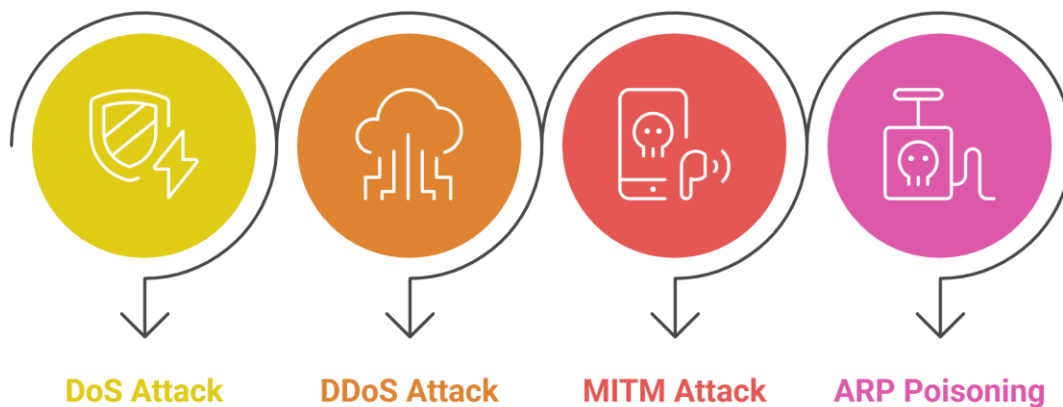 DoS Attack
DDoS Attack
MITM Attack
ARP Poisoning